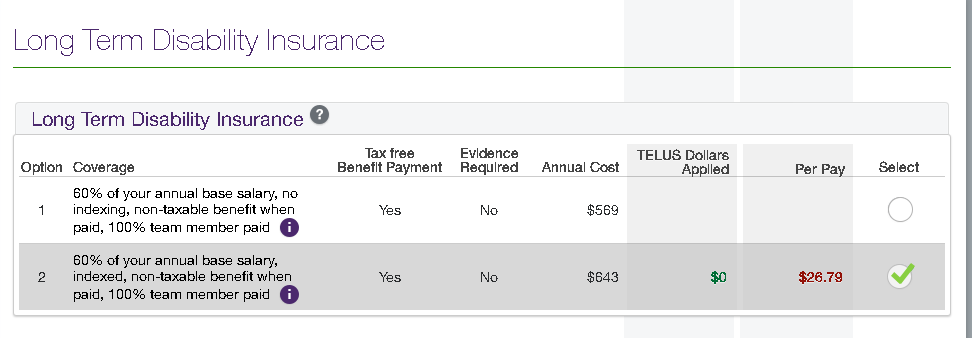 Long Term Disability Insurance
Long Term Disability Insurance ?
Tax free Evidence TELUS Dollars
Option Coverage Benefit Payment Required Annual Cost Applied Per Pay Select
60% of your annual base salary, no
1 indexing, non-taxable benefit when Yes No $569
paid, 100% team member paid i
60% of your annual base salary,
2 indexed, non-taxable benefit when Yes No $643 $0 $26.79
paid, 100% team member paid i